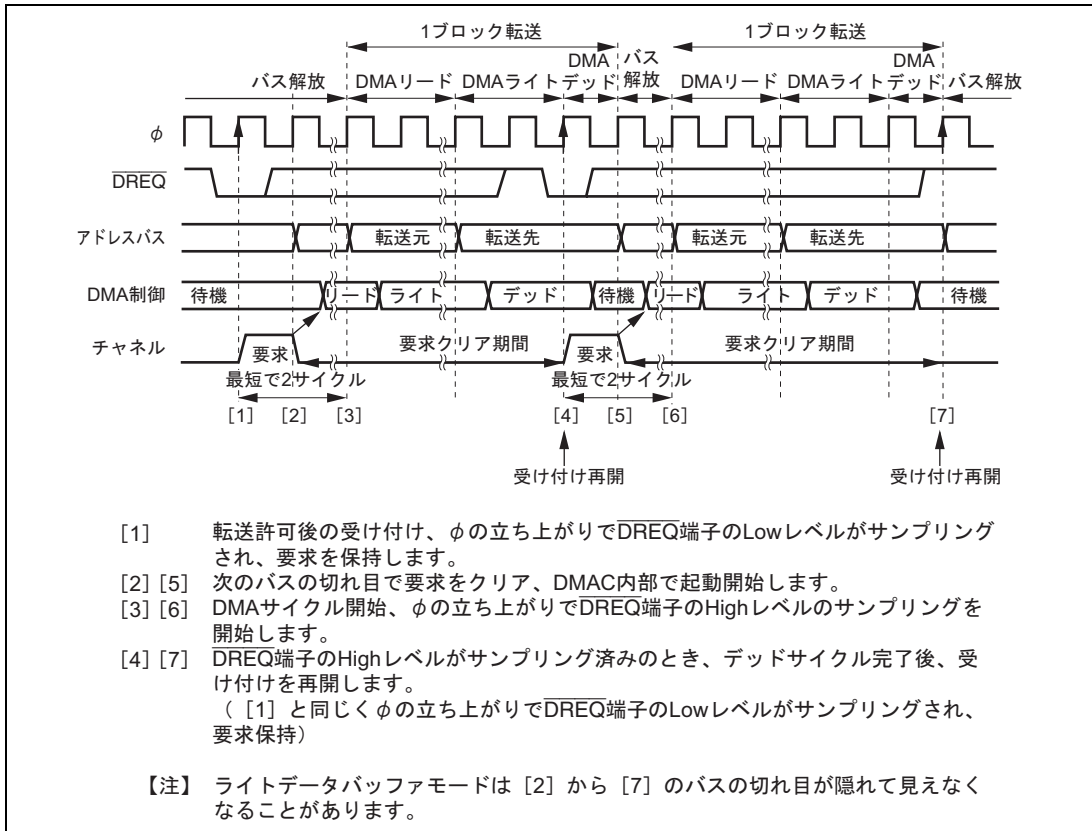 1ブロック転送 1ブロック転送
バス解放 DMAリード DMAライト DMAデッド バス解放 DMAリード DMAライト DMAデッド バス解放
φ
DREQ
アドレスバス 転送元 転送先 転送元 転送先
DMA制御 待機 リード ライト デッド 待機 リード ライト デッド 待機
チャネル 要求 要求クリア期間 要求 要求クリア期間
最短で2サイクル 最短で2サイクル
[1] [2] [3] [4] [5] [6] [7]
受け付け再開 受け付け再開
[1] 転送許可後の受け付け、φの立ち上がりでDREQ端子のLowレベルがサンプリング
され、要求を保持します。
[2] [5] 次のバスの切れ目で要求をクリア、DMAC内部で起動開始します。
[3] [6] DMAサイクル開始、φの立ち上がりでDREQ端子のHighレベルのサンプリングを
開始します。
[4] [7] DREQ端子のHighレベルがサンプリング済みのとき、デッドサイクル完了後、受
け付けを再開します。
([1]と同じくφの立ち上がりでDREQ端子のLowレベルがサンプリングされ、
要求保持)
【注】 ライトデータバッファモードは[2]から[7]のバスの切れ目が隠れて見えなく
なることがあります。